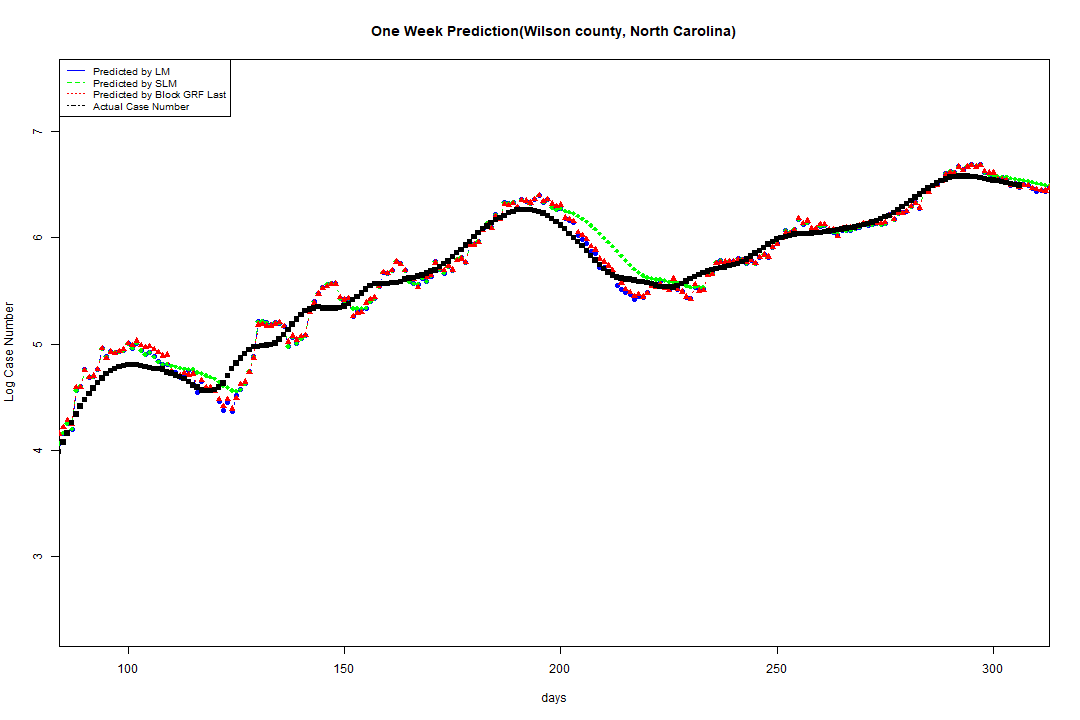 One Week Prediction(Wilson county, North Carolina)
Predicted by LM
Predicted by SLM
Predicted by Block GRF Last
Actual Case Number
7
6
5
4
3
Log Case Number
100 150 200 250 300
days